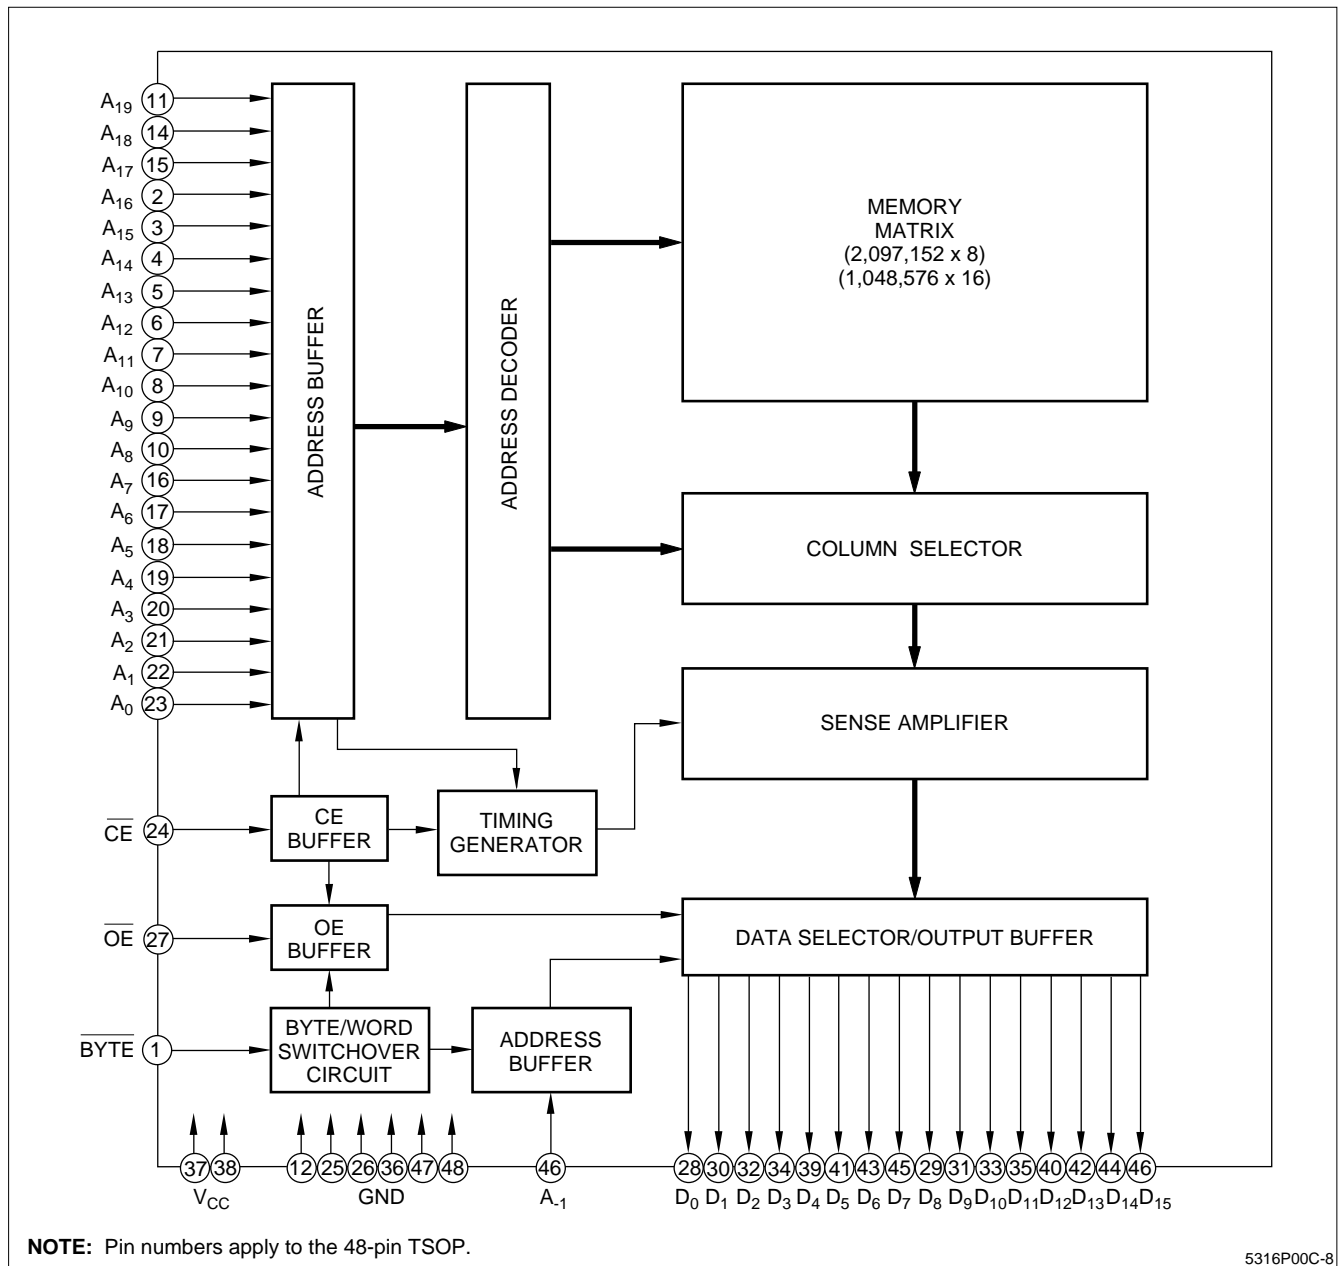 A19 11
A18 14
A17 15
A16 2
A15 3
A14 4
A13 5
A12 6
A11 7
A10 8
A9 9
A8 10
A7 16
A6 17
A5 18
A4 19
A3 20
A2 21
A1 22
A0 23
ADDRESS BUFFER
ADDRESS DECODER
MEMORY
MATRIX
(2,097,152 x 8)
(1,048,576 x 16)
COLUMN SELECTOR
SENSE AMPLIFIER
CE 24
CE
BUFFER
TIMING
GENERATOR
OE 27
OE
BUFFER
DATA SELECTOR/OUTPUT BUFFER
BYTE 1
BYTE/WORD
SWITCHOVER
CIRCUIT
ADDRESS
BUFFER
37 38 12 25 26 36 47 48 46 28 30 32 34 39 41 43 45 29 31 33 35 40 42 44 46
VCC GND A-1 D0 D1 D2 D3 D4 D5 D6 D7 D8 D9 D10 D11 D12 D13 D14 D15
NOTE: Pin numbers apply to the 48-pin TSOP.
5316P00C-8